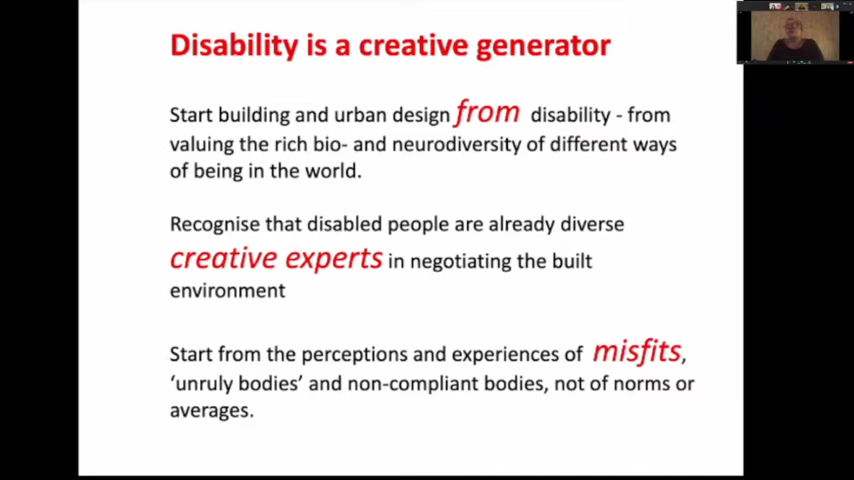 Disability is a creative generator
Start building and urban design from disability - from
valuing the rich bio- and neurodiversity of different ways
of being in the world.
Recognise that disabled people are already diverse
creative experts in negotiating the built
environment
Start from the perceptions and experiences of misfits,
‘unruly bodies’ and non-compliant bodies, not of norms or
averages.